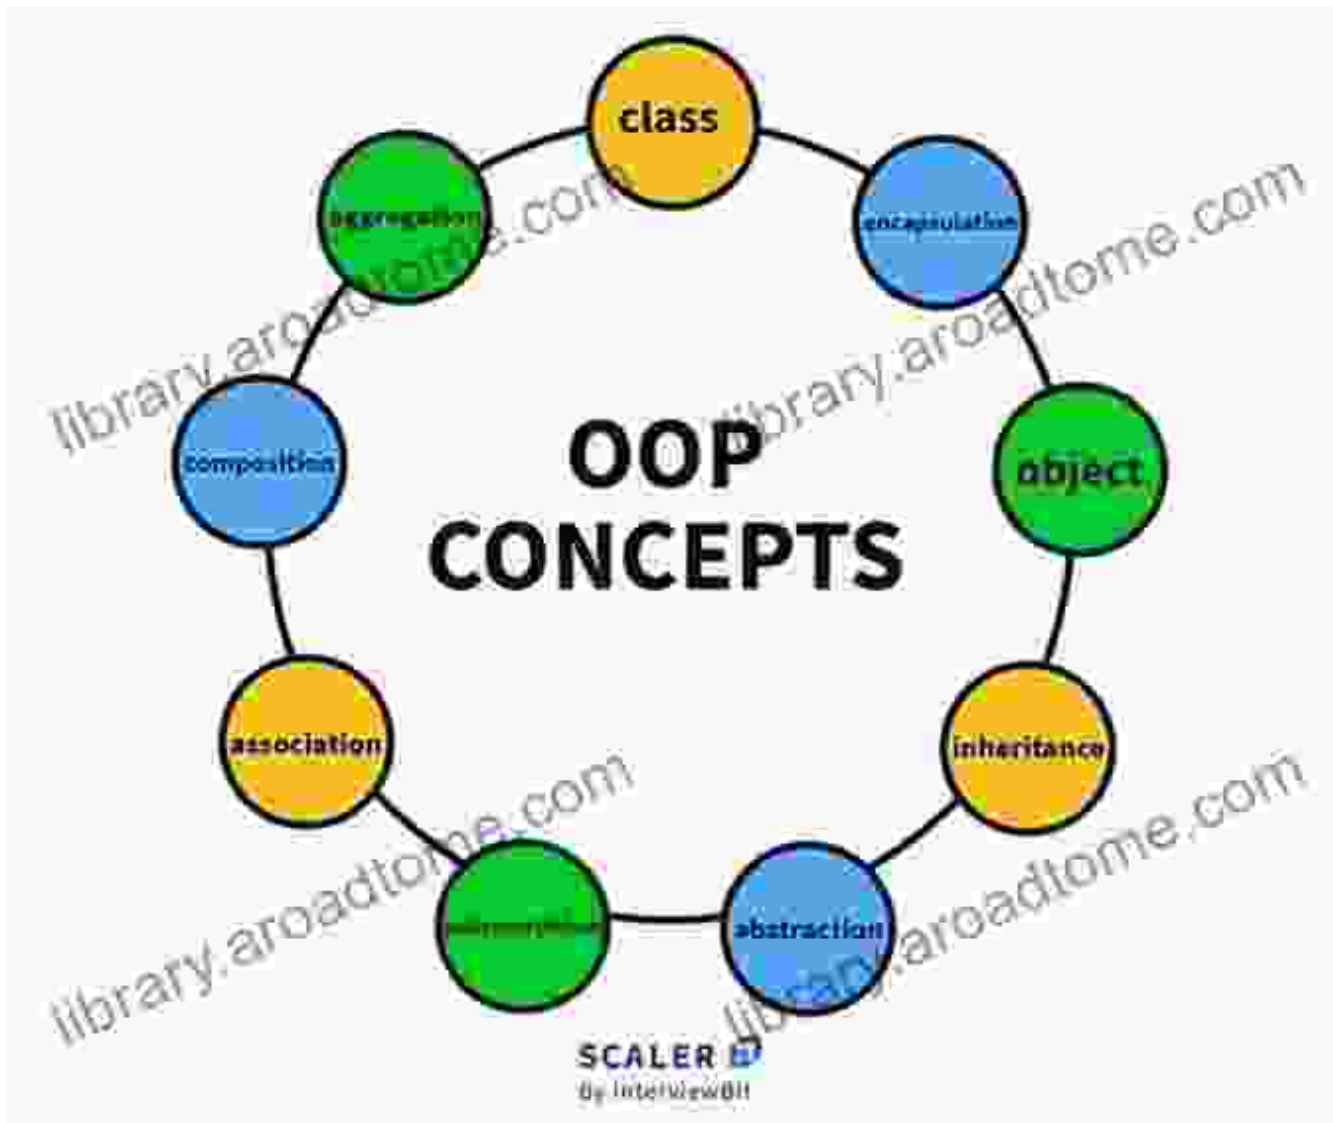 class
aggregation
encapsulation
composition
OOP
CONCEPTS
object
association
inheritance
abstraction
SCALER
By InterviewBit
library.aroadtome.com
library.aroadtome.com
library.aroadtome.com
library.aroadtome.com